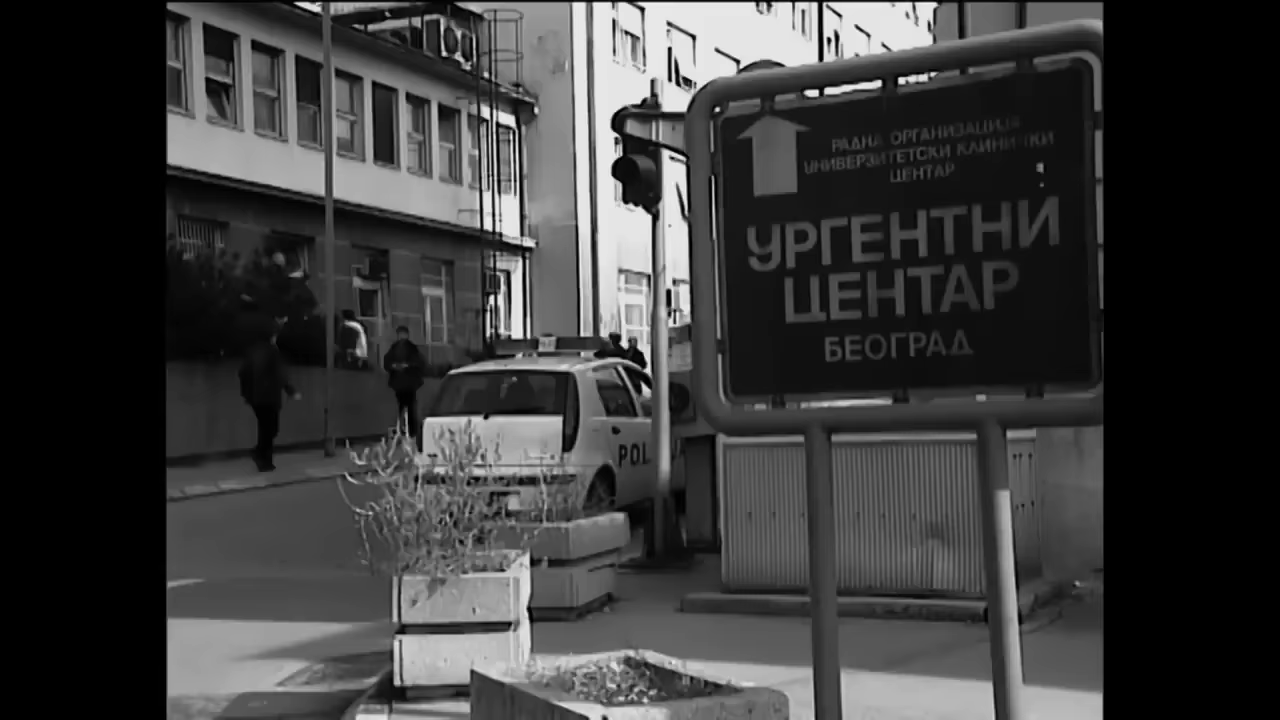 РАДНА ОРГАНИЗАЦИЈА
УНИВЕРЗИТЕТСКИ КЛИНИЧКИ
ЦЕНТАР
УРГЕНТНИ
ЦЕНТАР
БЕОГРАД
POL